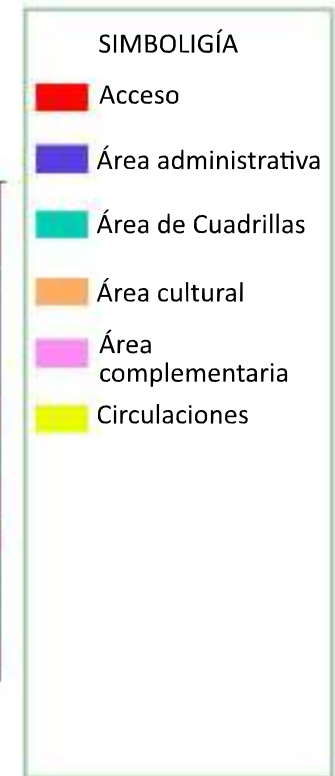 SIMBOLIGÍA
Acceso
Área administrativa
Área de Cuadrillas
Área cultural
Área
complementaria
Circulaciones